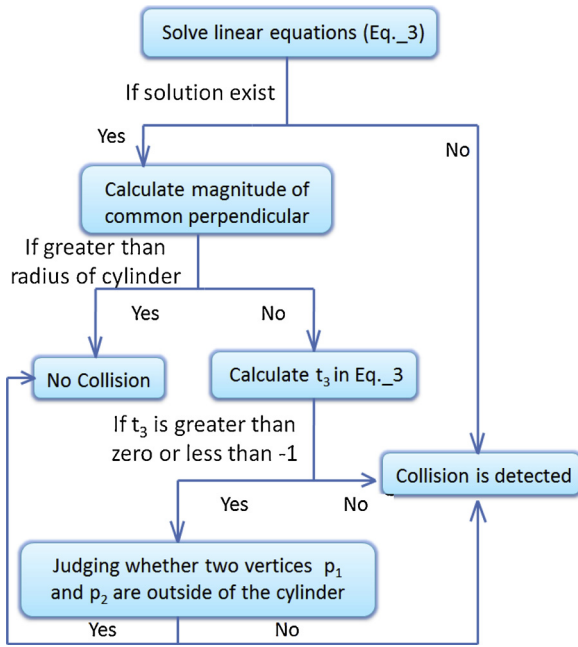 Solve linear equations (Eq._3)
If solution exist
Yes
No
Calculate magnitude of
common perpendicular
If greater than
radius of cylinder
Yes
No
No Collision
Calculate t₃ in Eq._3
If t₃ is greater than
zero or less than -1
Collision is detected
Yes
No
Judging whether two vertices p₁
and p₂ are outside of the cylinder
Yes
No